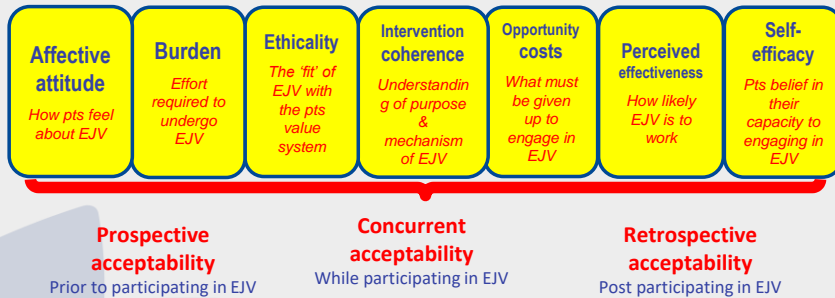 Affective
attitude
How pts feel
about EJV
Burden
Effort
required to
undergo
EJV
Ethicality
The ‘fit’ of
EJV with
the pts
value
system
Intervention
coherence
Understandin
g of purpose
&
mechanism
of EJV
Opportunity
costs
What must
be given
up to
engage in
EJV
Perceived
effectiveness
How likely
EJV is to
work
Self-
efficacy
Pts belief in
their
capacity to
engaging in
EJV
Prospective
acceptability
Prior to participating in EJV
Concurrent
acceptability
While participating in EJV
Retrospective
acceptability
Post participating in EJV